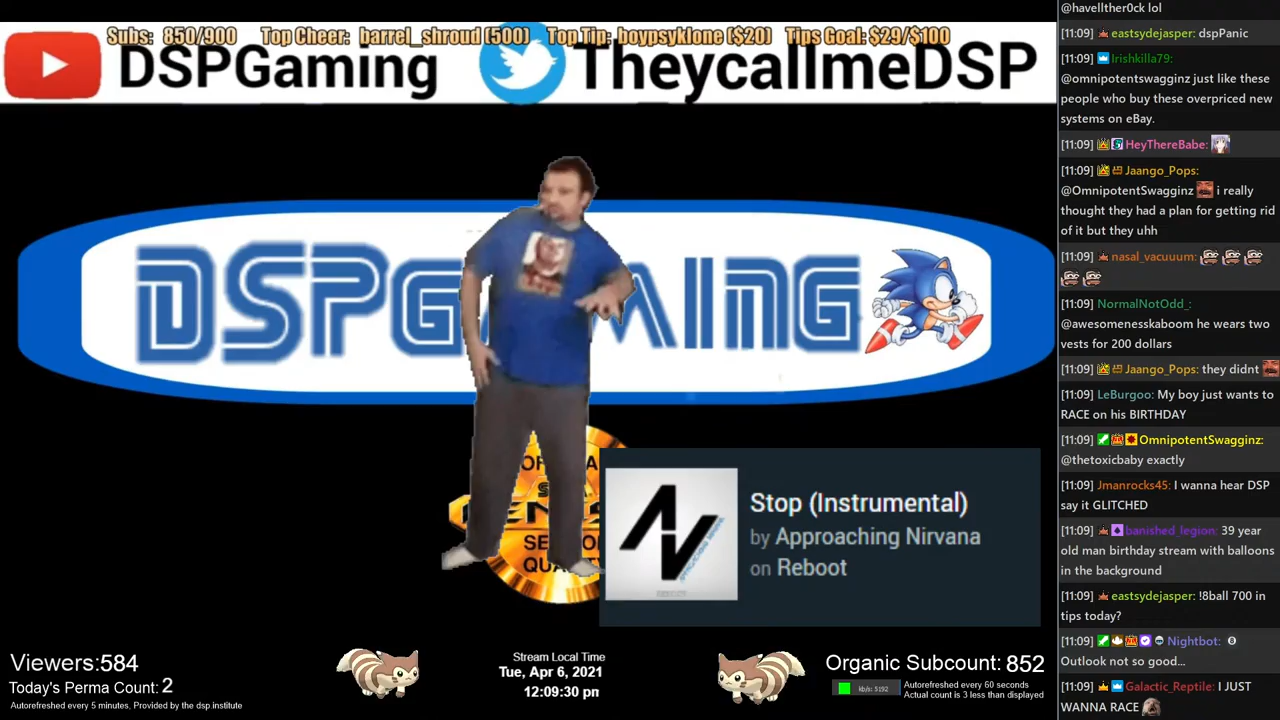 Subs: 850/900 Top Cheer: barrel_shroud (500) Top Tip: boypsyklone ($20) Tips Goal: $29/$100
DSPGaming TheycallmeDSP
DSPGAMING
Stop (Instrumental)
by Approaching Nirvana
on Reboot
Viewers:584
Today's Perma Count: 2
Autorefreshed every 5 minutes, Provided by the dsp institute
Stream Local Time
Tue, Apr 6, 2021
12:09:30 pm
Organic Subcount: 852
kb/s: 5192
Autorefreshed every 60 seconds
Actual count is 3 less than displayed
@havellther0ck lol
[11:09] eastsydejasper: dspPanic
[11:09] Irishkilla79:
@omnipotentswagginz just like these
people who buy these overpriced new
systems on eBay.
[11:09] HeyThereBabe:
[11:09] Jaango_Pops:
@OmnipotentSwagginz i really
thought they had a plan for getting rid
of it but they uhh
[11:09] nasal_vacuuum:
[11:09] NormalNotOdd_:
@awesomenesskaboom he wears two
vests for 200 dollars
[11:09] Jaango_Pops: they didnt
[11:09] LeBurgoo: My boy just wants to
RACE on his BIRTHDAY
[11:09] OmnipotentSwagginz:
@thetoxicbaby exactly
[11:09] Jmanrocks45: I wanna hear DSP
say it GLITCHED
[11:09] banished_legion: 39 year
old man birthday stream with balloons
in the background
[11:09] eastsydejasper: !8ball 700 in
tips today?
[11:09] Nightbot:
Outlook not so good...
[11:09] Galactic_Reptile: I JUST
WANNA RACE